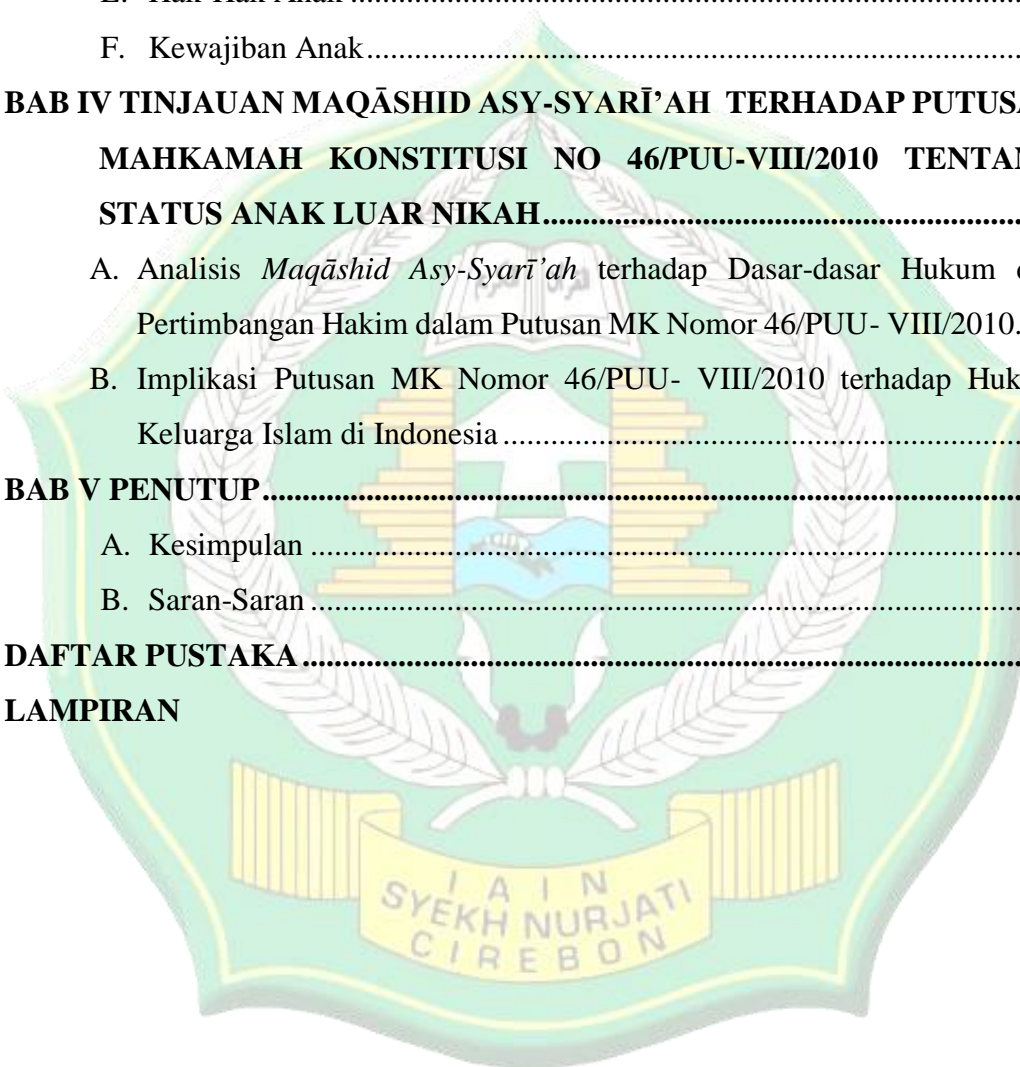 F. Kewajiban Anak................................................................................
BAB IV TINJAUAN MAQĀSHID ASY-SYARĪ’AH TERHADAP
MAHKAMAH KONSTITUSI NO 46/PUU-VIII/2010
STATUS ANAK LUAR NIKAH................................................
A. Analisis Maqāshid Asy-Syarī’ah terhadap Dasar-dasar Hukum
Pertimbangan Hakim dalam Putusan MK Nomor 46/PUU- VIII/2010.
B. Implikasi Putusan MK Nomor 46/PUU- VIII/2010 terhadap
Keluarga Islam di Indonesia................................................................
BAB V PENUTUP................................................................................
A. Kesimpulan................................................................................
B. Saran-Saran................................................................................
DAFTAR PUSTAKA................................................................................
LAMPIRAN
IAIN
SYEKH NURJATI
CIREBON